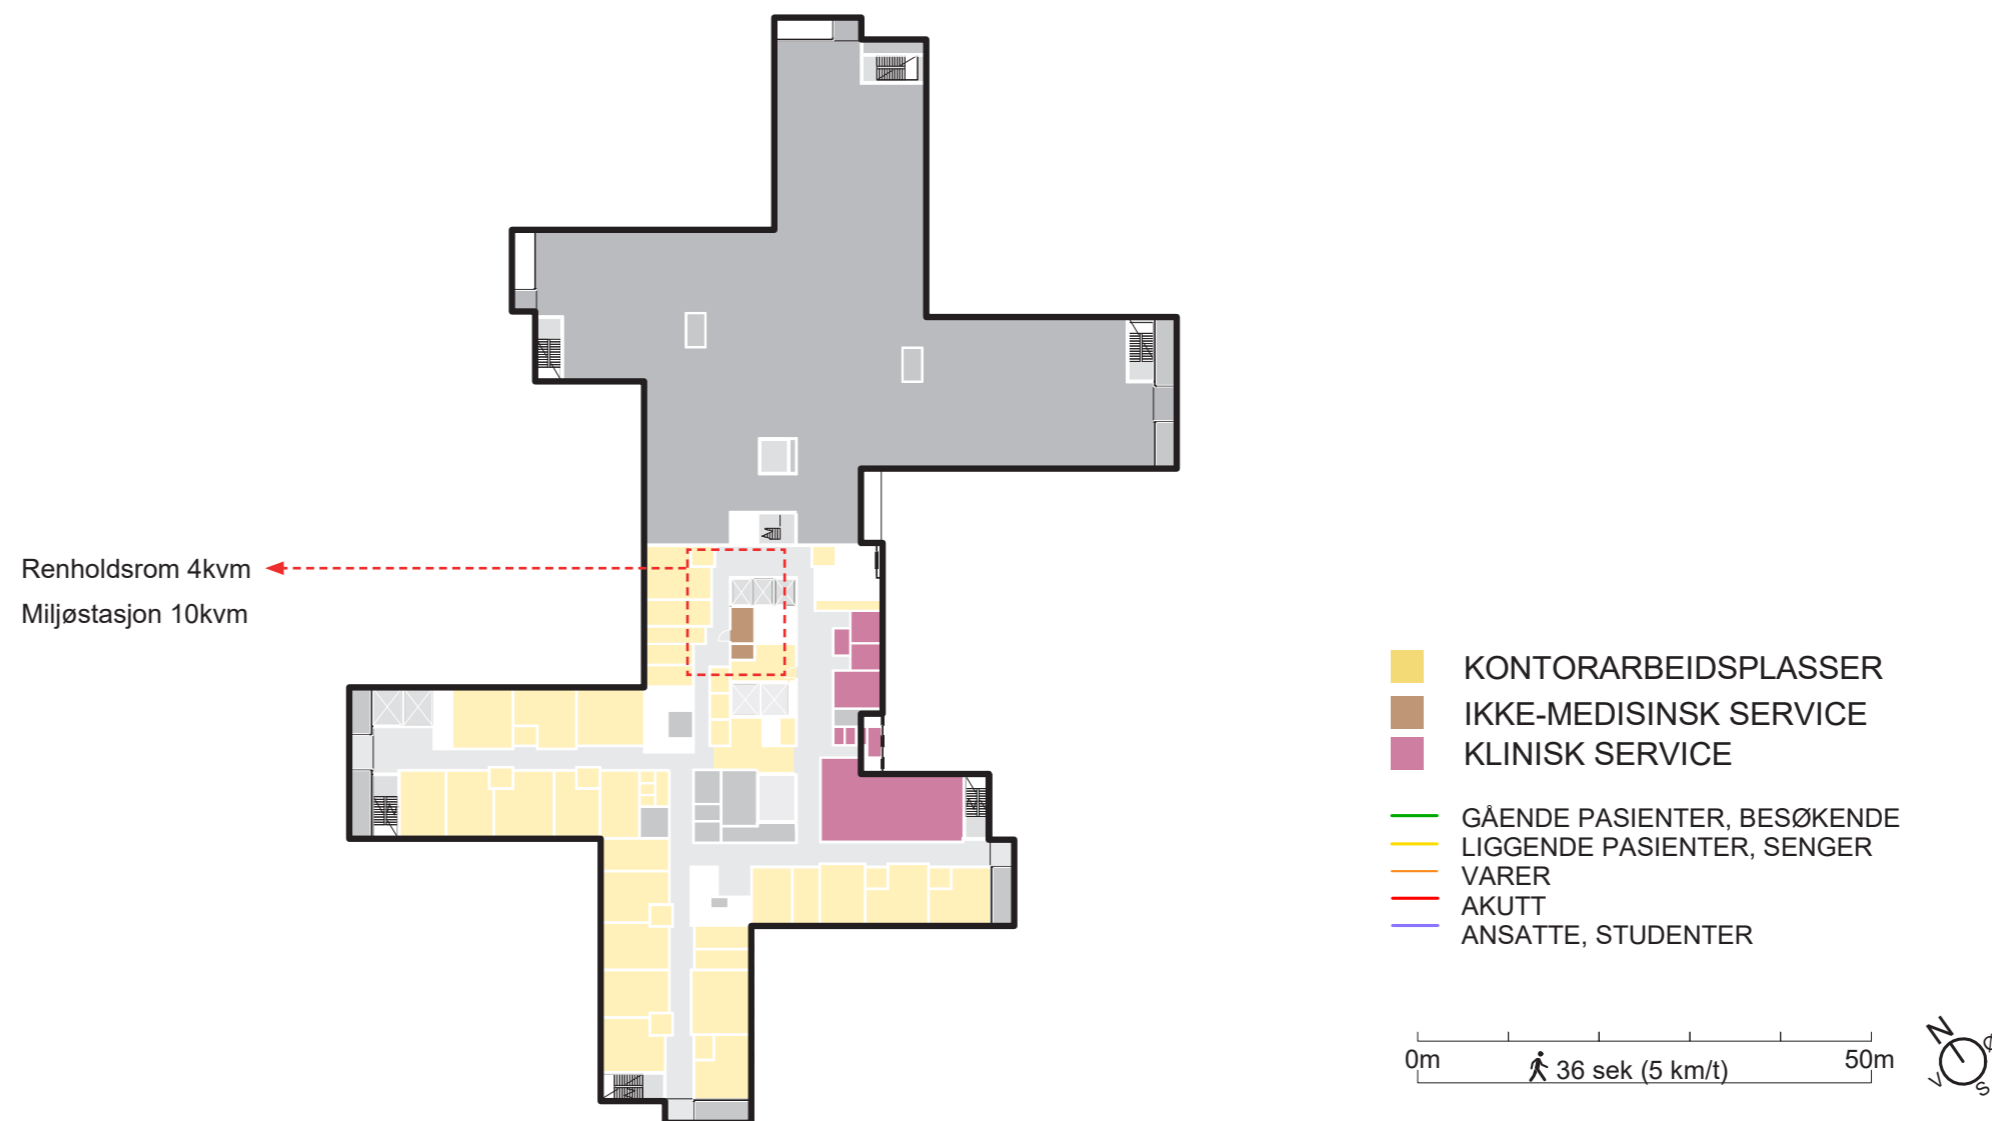 Renholdsrom 4kvm
Miljøstasjon 10kvm
KONTORARBEIDSPLASSER
IKKE-MEDISINSK SERVICE
KLINISK SERVICE
GÅENDE PASIENTER, BESØKENDE
LIGGENDE PASIENTER, SENGER
VARER
AKUTT
ANSATTE, STUDENTER
0m
36 sek (5 km/t)
50m
N
Ø
V
S